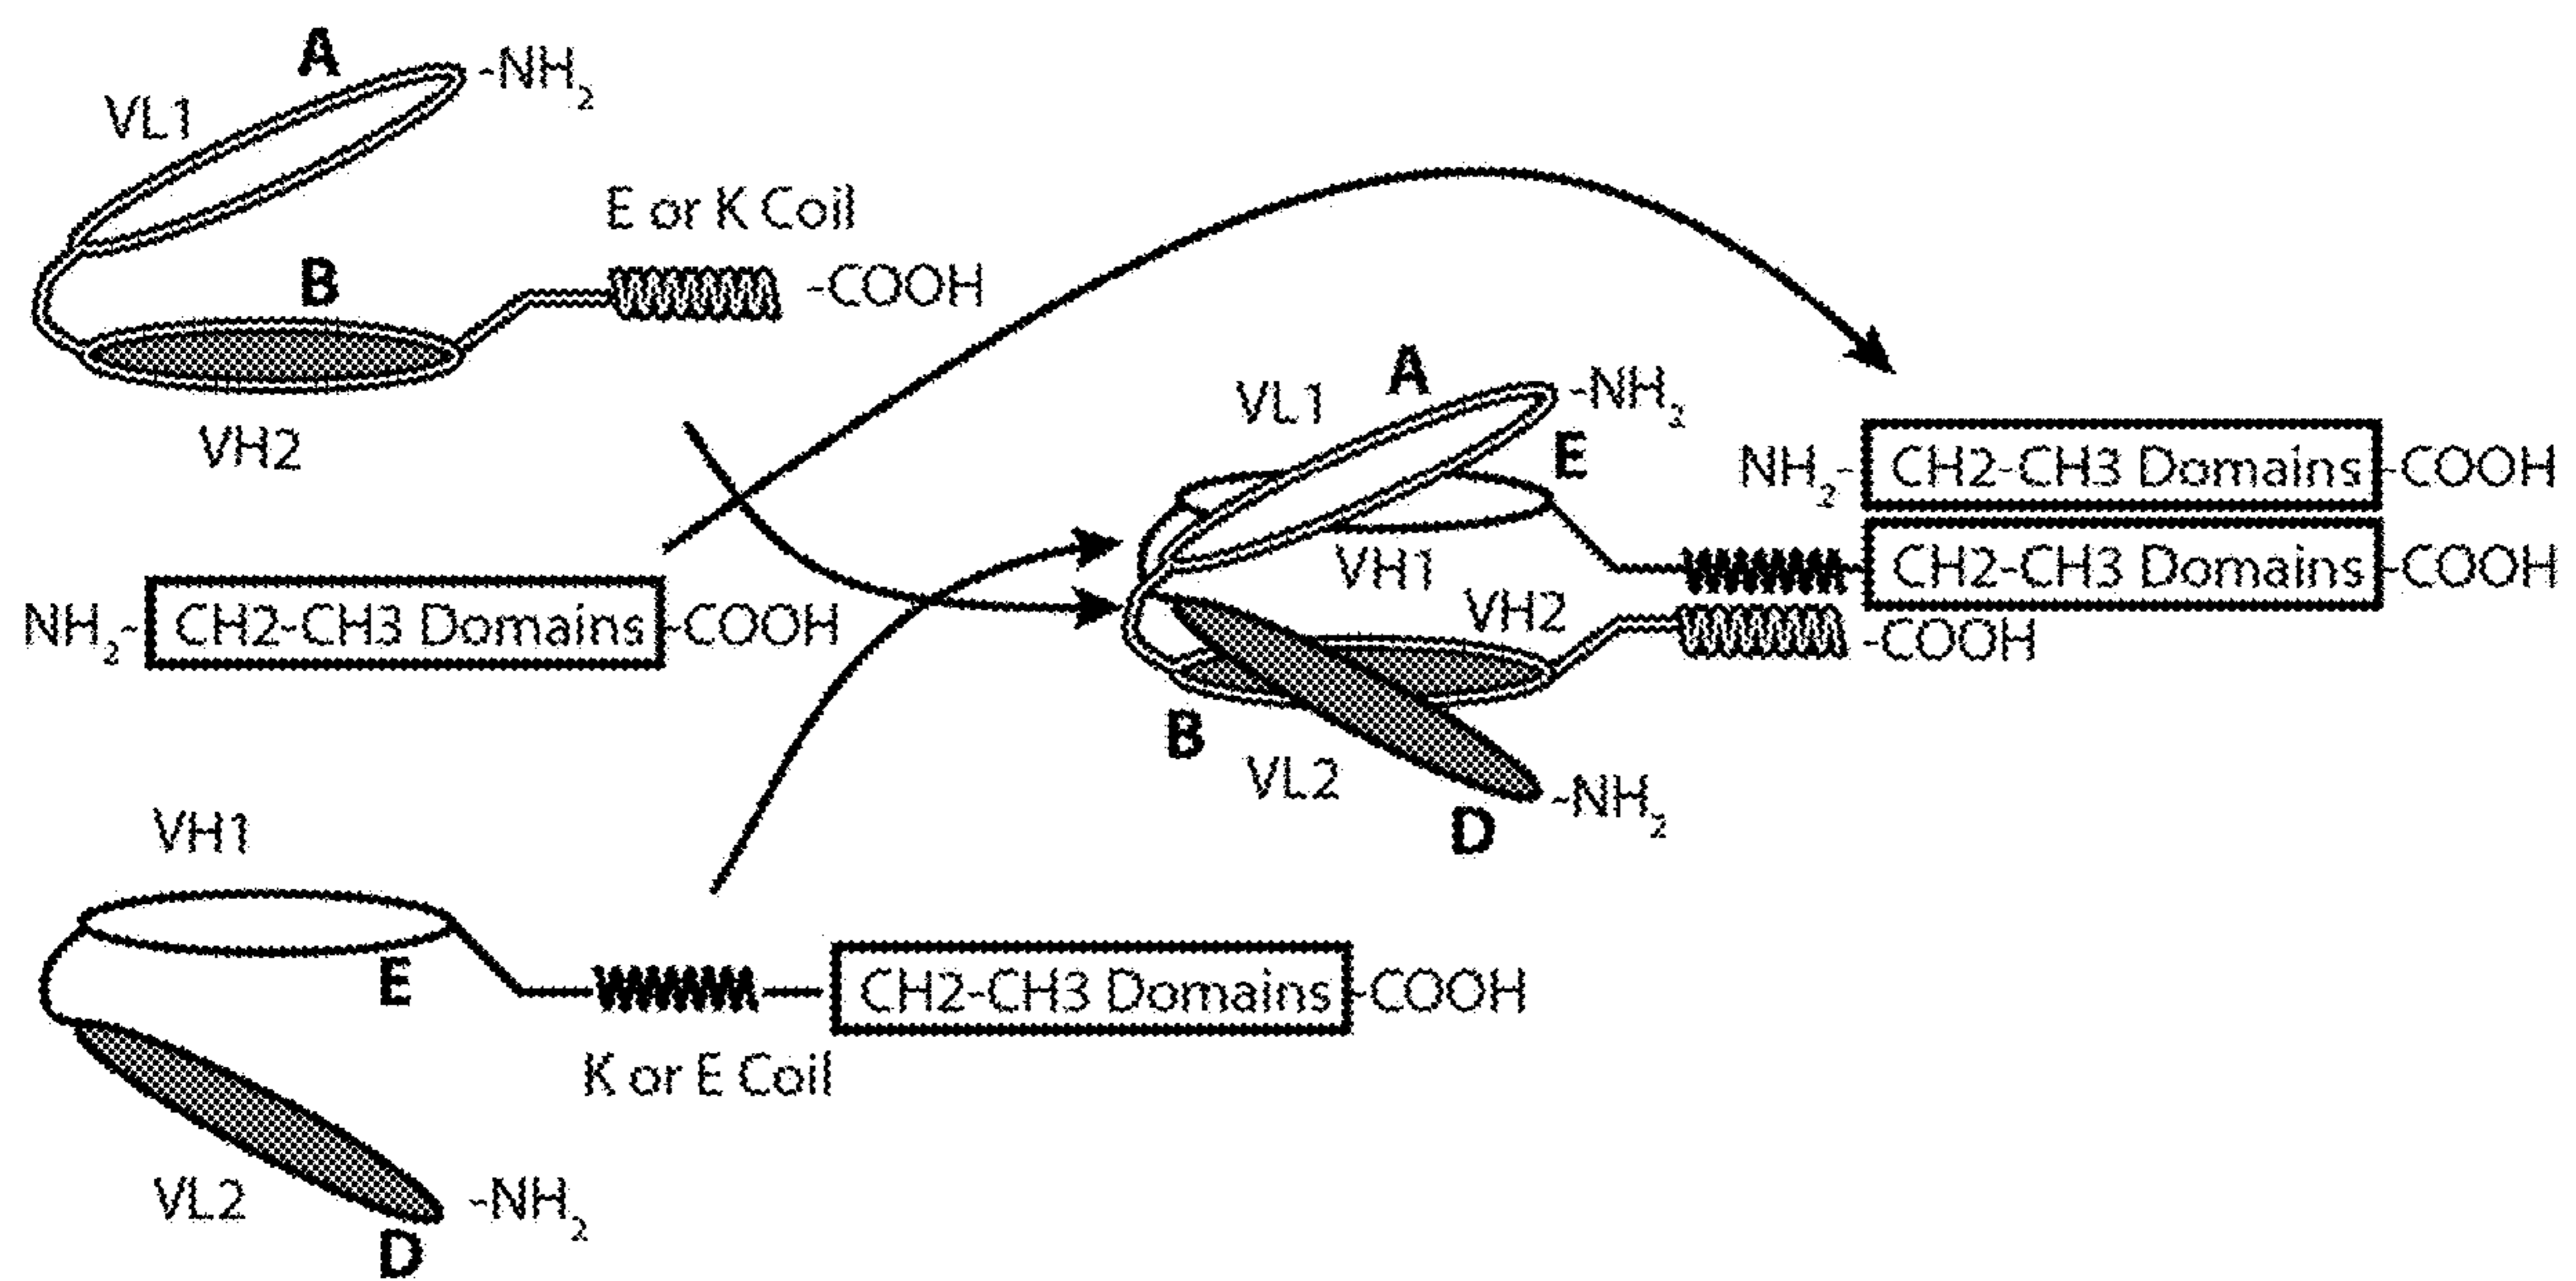 A
VL1
-NH2
E or K Coil
B
-COOH
VH2
NH2- CH2-CH3 Domains -COOH
VH1
E
CH2-CH3 Domains -COOH
K or E Coil
VL2
-NH2
D
A
VL1
-NH2
E
NH2- CH2-CH3 Domains -COOH
VH1
CH2-CH3 Domains -COOH
VH2
-COOH
B
VL2
-NH2
D